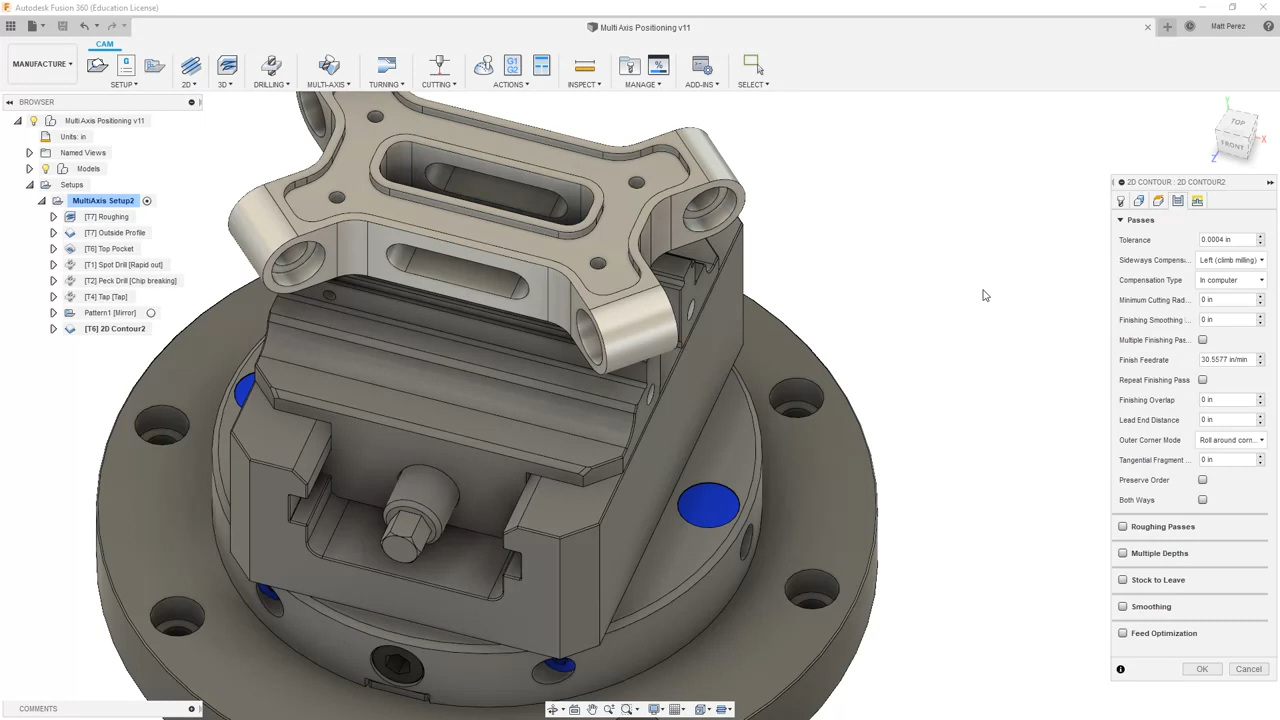 Autodesk Fusion 360 (Education License)
Multi Axis Positioning v11
Matt Perez
CAM
MANUFACTURE
G1
G2
SETUP
2D
3D
DRILLING
MULTI-AXIS
TURNING
CUTTING
ACTIONS
INSPECT
MANAGE
ADD-INS
SELECT
BROWSER
Multi Axis Positioning v11
Units: in
Named Views
Models
Setups
MultiAxis Setup2
[T7] Roughing
[T7] Outside Profile
[T6] Top Pocket
[T1] Spot Drill [Rapid out]
[T2] Peck Drill [Chip breaking]
[T4] Tap [Tap]
Pattern1 [Mirror]
[T6] 2D Contour2
TOP
FRONT
Y
X
Z
2D CONTOUR : 2D CONTOUR2
Passes
Tolerance 0.0004 in
Sideways Compens... Left (climb milling)
Compensation Type In computer
Minimum Cutting Rad... 0 in
Finishing Smoothing 0 in
Multiple Finishing Pas...
Finish Feedrate 30.5577 in/min
Repeat Finishing Pass
Finishing Overlap 0 in
Lead End Distance 0 in
Outer Corner Mode Roll around corn...
Tangential Fragment ... 0 in
Preserve Order
Both Ways
Roughing Passes
Multiple Depths
Stock to Leave
Smoothing
Feed Optimization
OK Cancel
COMMENTS